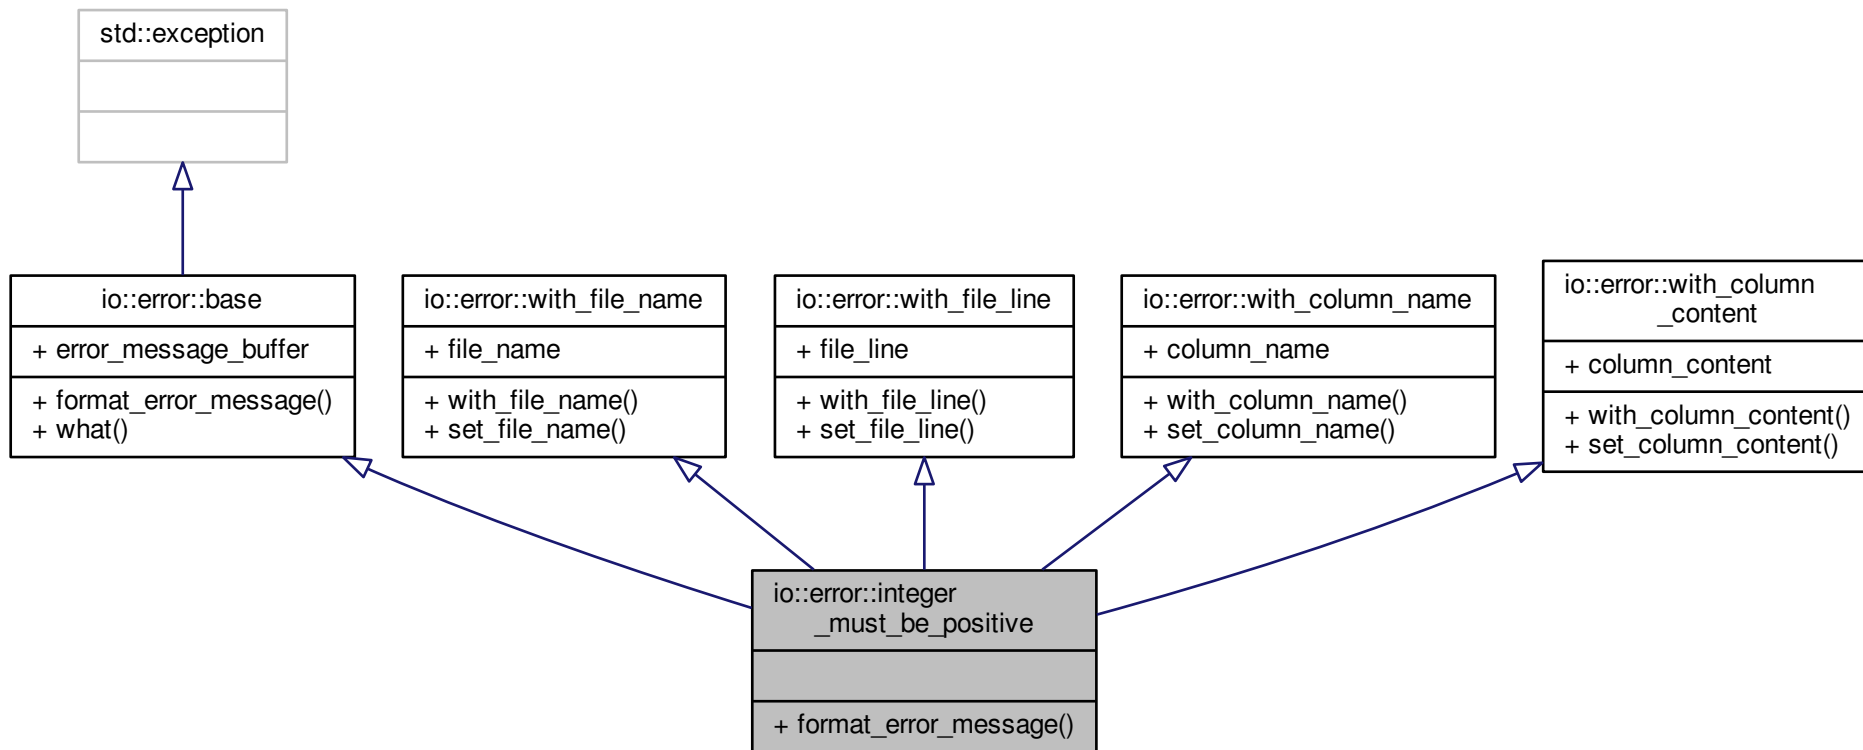 std::exception
io::error::base
+ error_message_buffer
+ format_error_message()
+ what()
io::error::with_file_name
+ file_name
+ with_file_name()
+ set_file_name()
io::error::with_file_line
+ file_line
+ with_file_line()
+ set_file_line()
io::error::with_column_name
+ column_name
+ with_column_name()
+ set_column_name()
io::error::with_column
_content
+ column_content
+ with_column_content()
+ set_column_content()
io::error::integer
_must_be_positive
+ format_error_message()